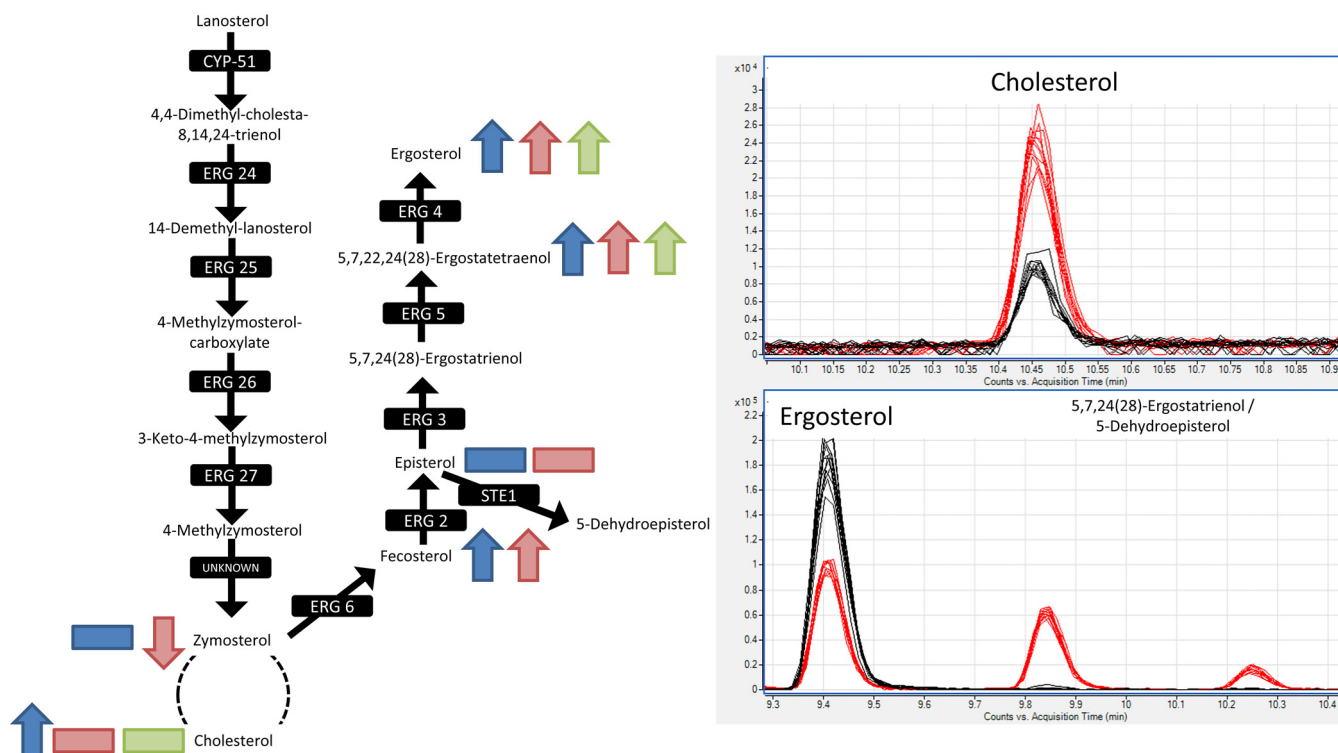 Lanosterol
CYP-51
4,4-Dimethyl-cholesta-
8,14,24-trienol
ERG 24
14-Demethyl-lanosterol
ERG 25
4-Methylzymosterol-
carboxylate
ERG 26
3-Keto-4-methylzymosterol
ERG 27
4-Methylzymosterol
UNKNOWN
Zymosterol
Cholesterol
ERG 6
Ergosterol
ERG 4
5,7,22,24(28)-Ergostatetraenol
ERG 5
5,7,24(28)-Ergostatrienol
ERG 3
Episterol
STE1
ERG 2
5-Dehydroepisterol
Fecosterol
Cholesterol
x10 4
3
2.8
2.6
2.4
2.2
2
1.8
1.6
1.4
1.2
1
0.8
0.6
0.4
0.2
0
10.1 10.15 10.2 10.25 10.3 10.35 10.4 10.45 10.5 10.55 10.6 10.65 10.7 10.75 10.8 10.85 10.9
Counts vs. Acquisition Time (min)
Ergosterol
5,7,24(28)-Ergostatrienol /
5-Dehydroepisterol
x10 5
2.2
2
1.8
1.6
1.4
1.2
1
0.8
0.6
0.4
0.2
0
9.3 9.4 9.5 9.6 9.7 9.8 9.9 10 10.1 10.2 10.3 10.4
Counts vs. Acquisition Time (min)